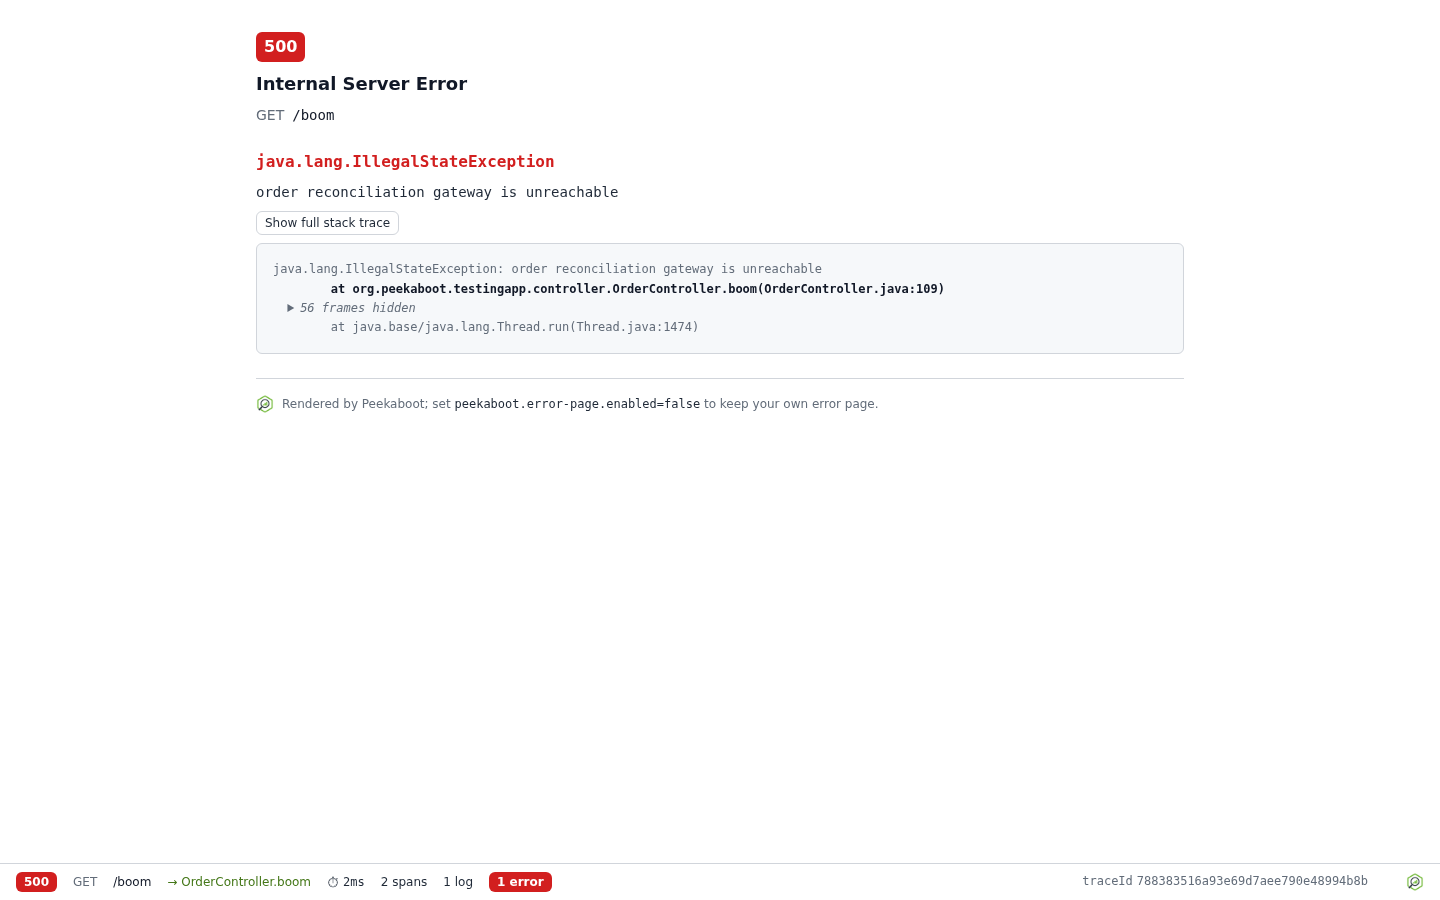 500
Internal Server Error
GET /boom
java.lang.IllegalStateException
order reconciliation gateway is unreachable
Show full stack trace
java.lang.IllegalStateException: order reconciliation gateway is unreachable
at org.peekaboot.testingapp.controller.OrderController.boom(OrderController.java:109)
▶ 56 frames hidden
at java.base/java.lang.Thread.run(Thread.java:1474)
Rendered by Peekaboot; set peekaboot.error-page.enabled=false to keep your own error page.
500 GET /boom → OrderController.boom ⏱ 2ms 2 spans 1 log 1 error traceId 788383516a93e69d7aee790e48994b8b